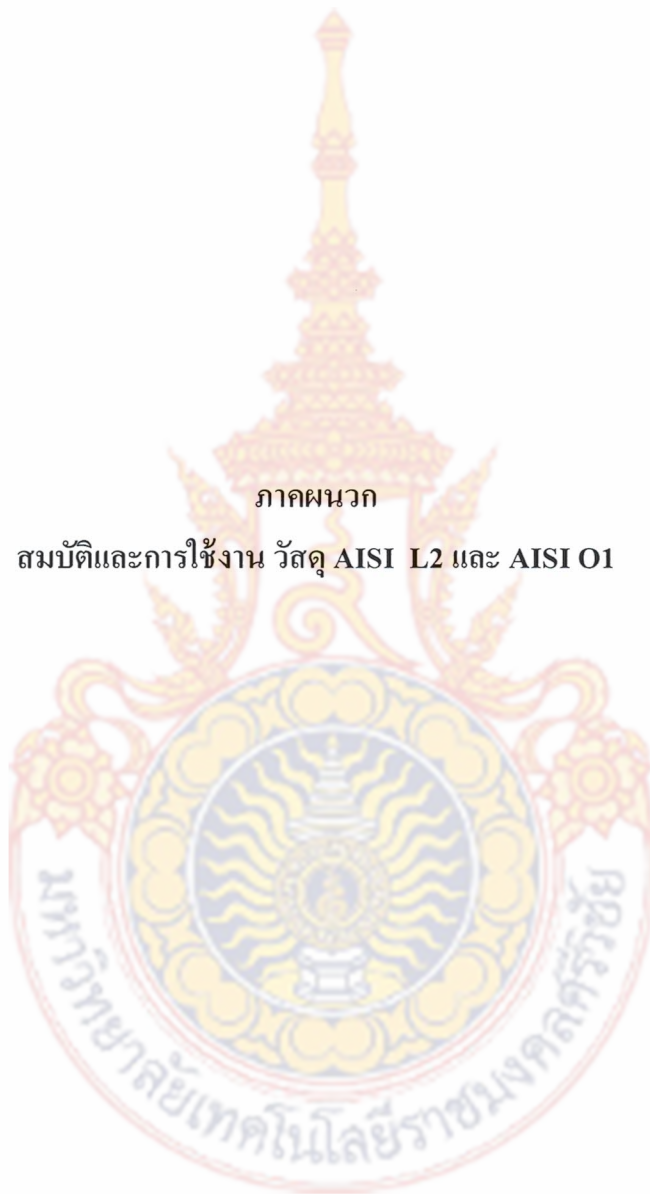 ภาคผนวก
สมบัติและการใช้งาน วัสดุ AISI L2 และ AISI O1
มหาวิทยาลัยเทคโนโลยีราชมงคลศรีวิชัย